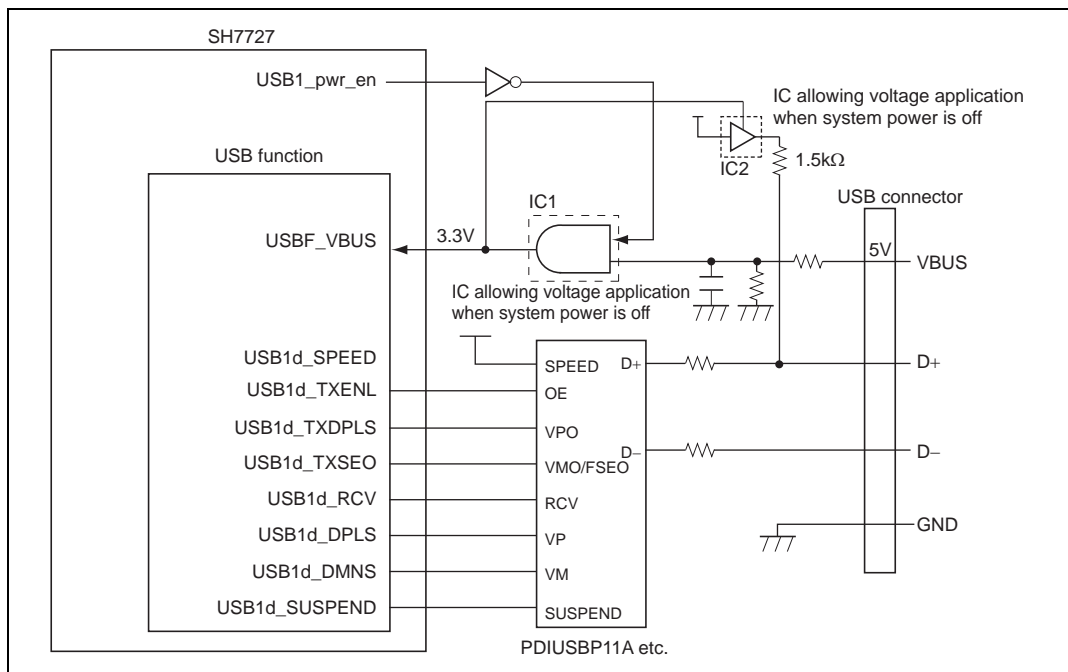 SH7727
USB1_pwr_en
IC allowing voltage application
when system power is off
IC2
1.5kΩ
USB function
USB connector
IC1
USBF_VBUS
3.3V
5V
VBUS
IC allowing voltage application
when system power is off
USB1d_SPEED
SPEED
D+
D+
USB1d_TXENL
OE
USB1d_TXDPLS
VPO
USB1d_TXSEO
VMO/FSEO
D−
D−
USB1d_RCV
RCV
USB1d_DPLS
VP
GND
USB1d_DMNS
VM
USB1d_SUSPEND
SUSPEND
PDIUSBP11A etc.